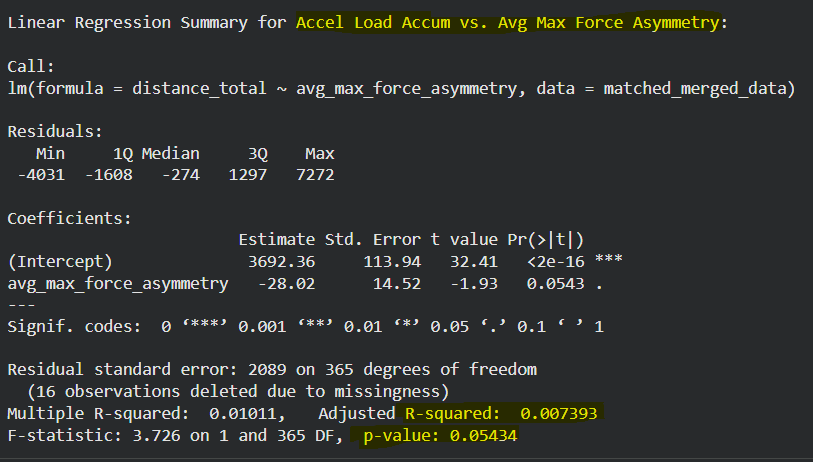 Linear Regression Summary for Accel Load Accum vs. Avg Max Force Asymmetry:
Call:
lm(formula = distance_total ~ avg_max_force_asymmetry, data = matched_merged_data)
Residuals:
   Min     1Q Median     3Q    Max
 -4031  -1608   -274   1297   7272
Coefficients:
                        Estimate Std. Error t value Pr(>|t|)
(Intercept)              3692.36     113.94   32.41   <2e-16 ***
avg_max_force_asymmetry   -28.02      14.52   -1.93   0.0543 .
---
Signif. codes:  0 ‘***’ 0.001 ‘**’ 0.01 ‘*’ 0.05 ‘.’ 0.1 ‘ ’ 1
Residual standard error: 2089 on 365 degrees of freedom
  (16 observations deleted due to missingness)
Multiple R-squared:  0.01011,   Adjusted R-squared:  0.007393
F-statistic: 3.726 on 1 and 365 DF,  p-value: 0.05434